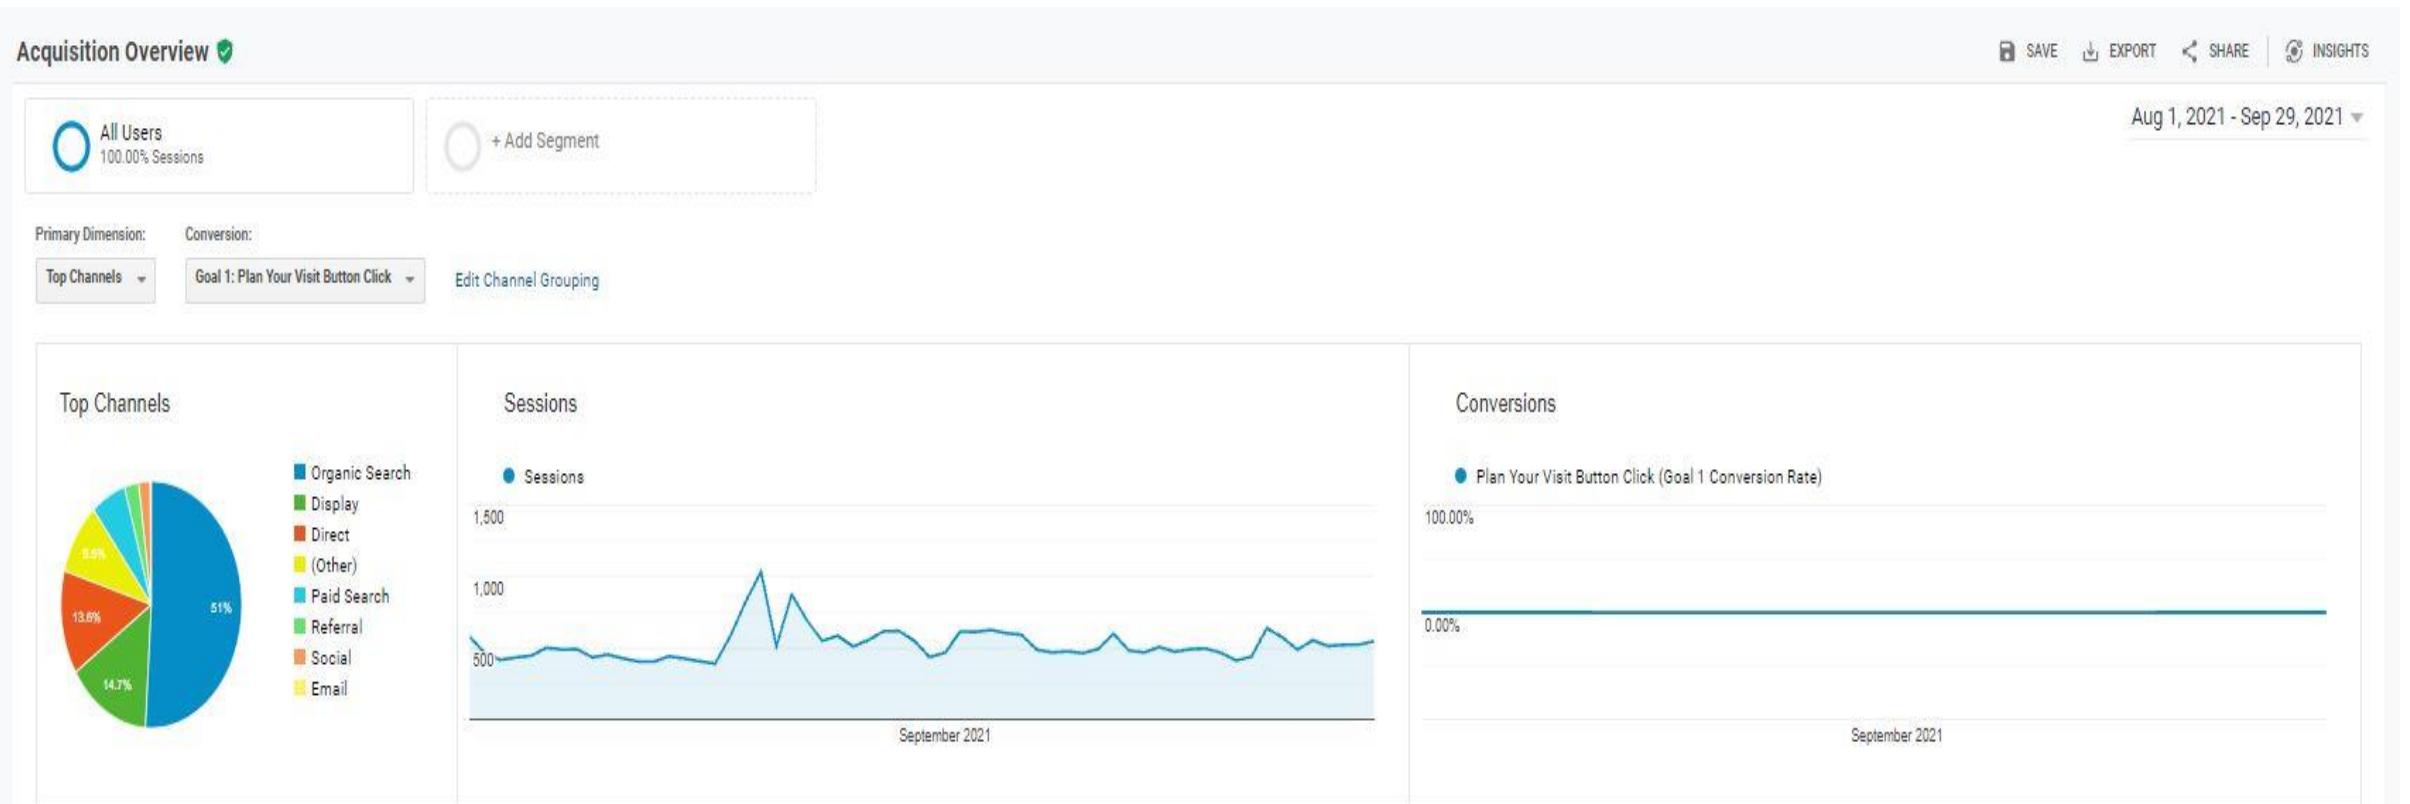 Acquisition Overview
SAVE EXPORT SHARE INSIGHTS
All Users
100.00% Sessions
+ Add Segment
Aug 1, 2021 - Sep 29, 2021
Primary Dimension:
Conversion:
Top Channels
Goal 1: Plan Your Visit Button Click
Edit Channel Grouping
Top Channels
Organic Search
Display
Direct
(Other)
Paid Search
Referral
Social
Email
51%
14.7%
13.6%
Sessions
Sessions
1,500
1,000
500
September 2021
Conversions
Plan Your Visit Button Click (Goal 1 Conversion Rate)
100.00%
0.00%
September 2021